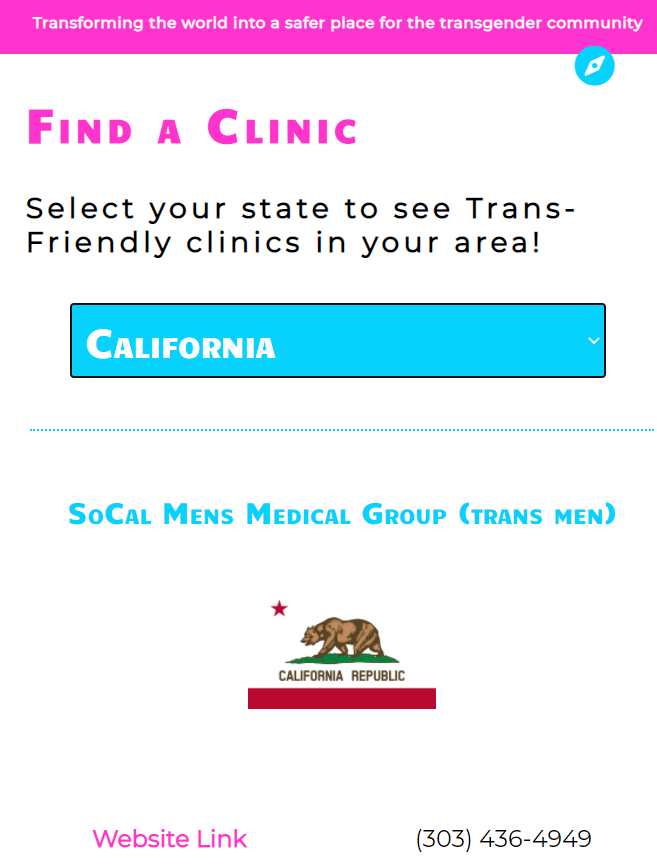 Transforming the world into a safer place for the transgender community
Find a Clinic
Select your state to see Trans-
Friendly clinics in your area!
California
SoCal Mens Medical Group (trans men)
CALIFORNIA REPUBLIC
Website Link (303) 436-4949